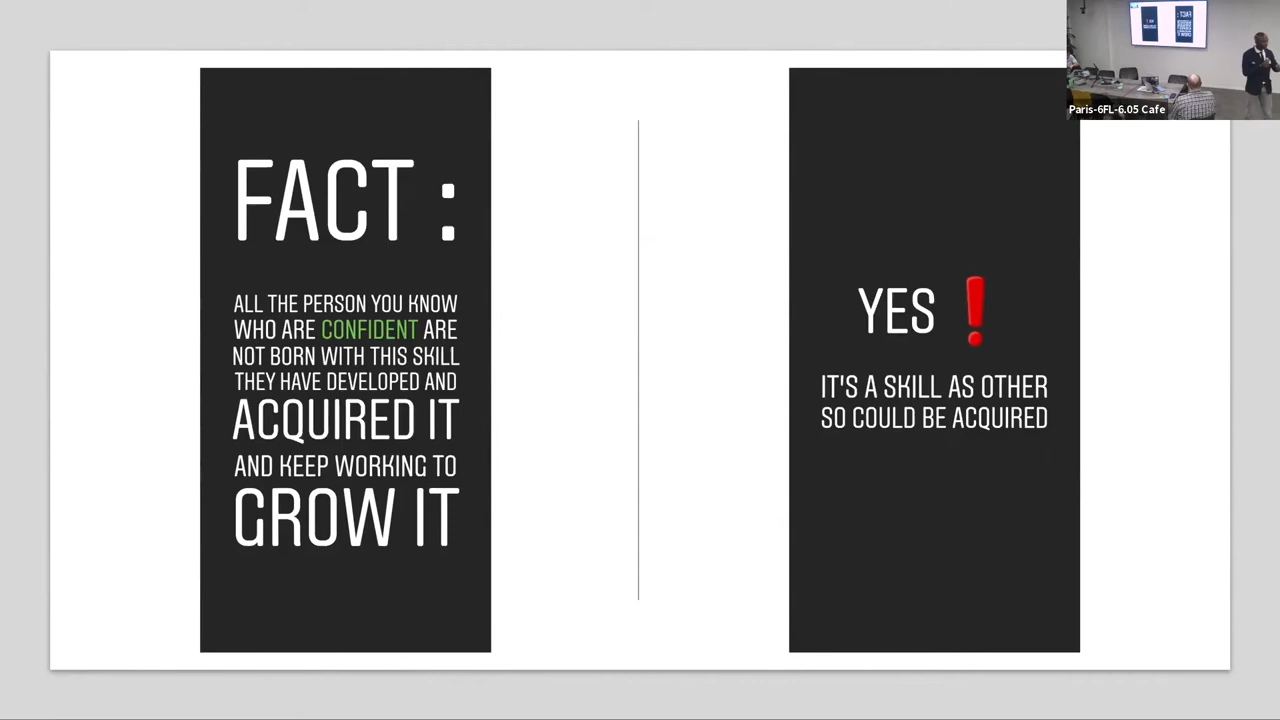 FACT :
ALL THE PERSON YOU KNOW
WHO ARE CONFIDENT ARE
NOT BORN WITH THIS SKILL
THEY HAVE DEVELOPED AND
ACQUIRED IT
AND KEEP WORKING TO
GROW IT
YES ❗
IT'S A SKILL AS OTHER
SO COULD BE ACQUIRED
Paris-6FL-6.05 Cafe